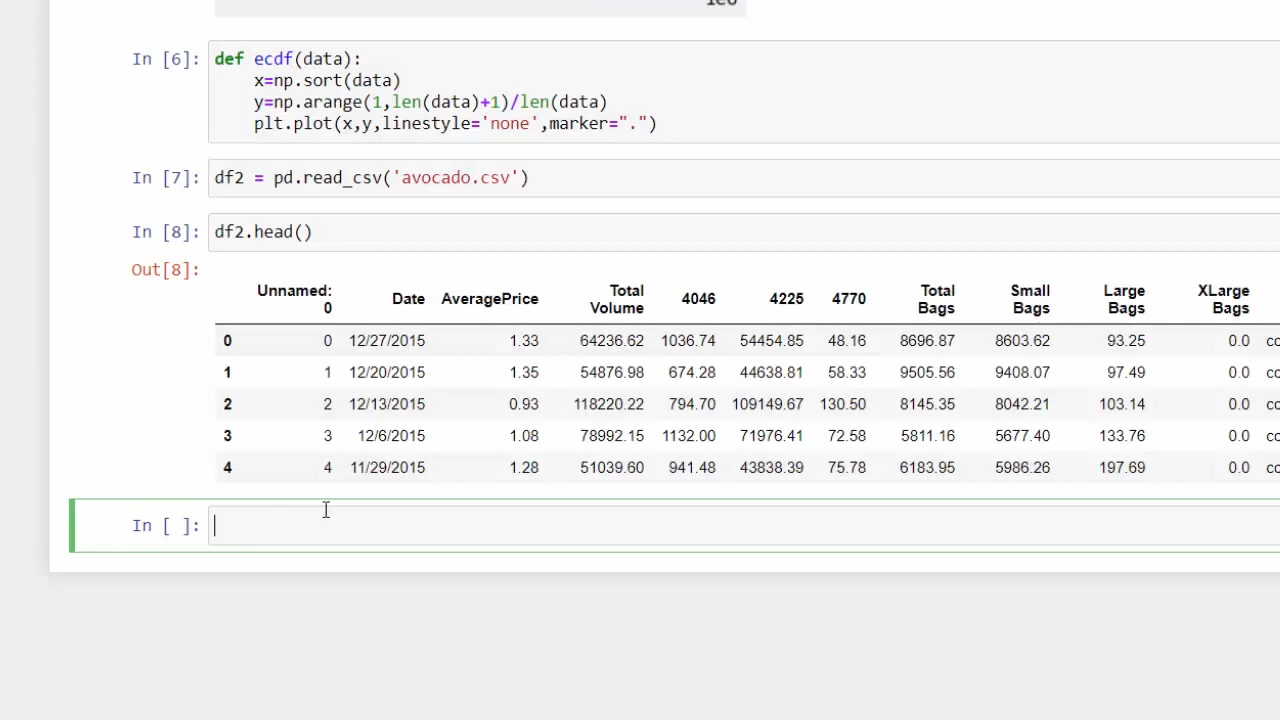 1e6
In [6]: def ecdf(data):
x=np.sort(data)
y=np.arange(1,len(data)+1)/len(data)
plt.plot(x,y,linestyle='none',marker=".")
In [7]: df2 = pd.read_csv('avocado.csv')
In [8]: df2.head()
Out[8]:
Unnamed: 0 Date AveragePrice Total Volume 4046 4225 4770 Total Bags Small Bags Large Bags XLarge Bags
0 0 12/27/2015 1.33 64236.62 1036.74 54454.85 48.16 8696.87 8603.62 93.25 0.0 co
1 1 12/20/2015 1.35 54876.98 674.28 44638.81 58.33 9505.56 9408.07 97.49 0.0 co
2 2 12/13/2015 0.93 118220.22 794.70 109149.67 130.50 8145.35 8042.21 103.14 0.0 co
3 3 12/6/2015 1.08 78992.15 1132.00 71976.41 72.58 5811.16 5677.40 133.76 0.0 co
4 4 11/29/2015 1.28 51039.60 941.48 43838.39 75.78 6183.95 5986.26 197.69 0.0 co
In [ ]: